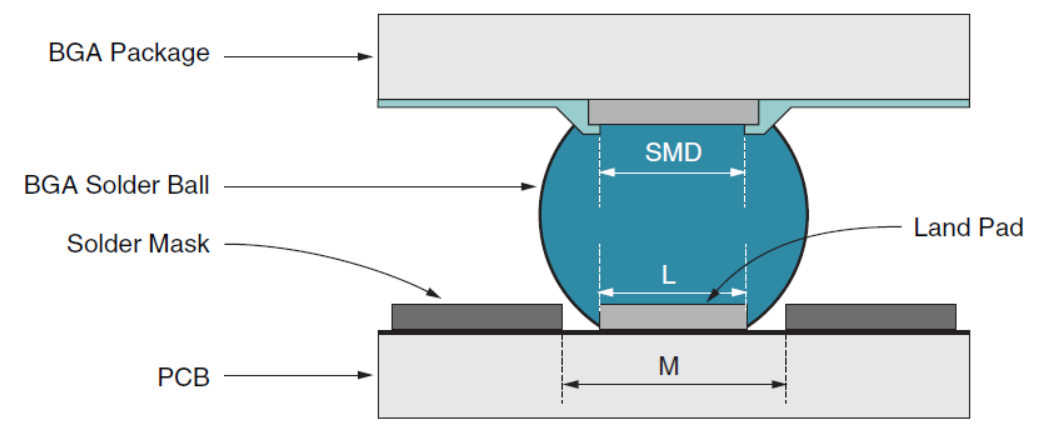 BGA Package
SMD
BGA Solder Ball
Solder Mask
Land Pad
L
M
PCB